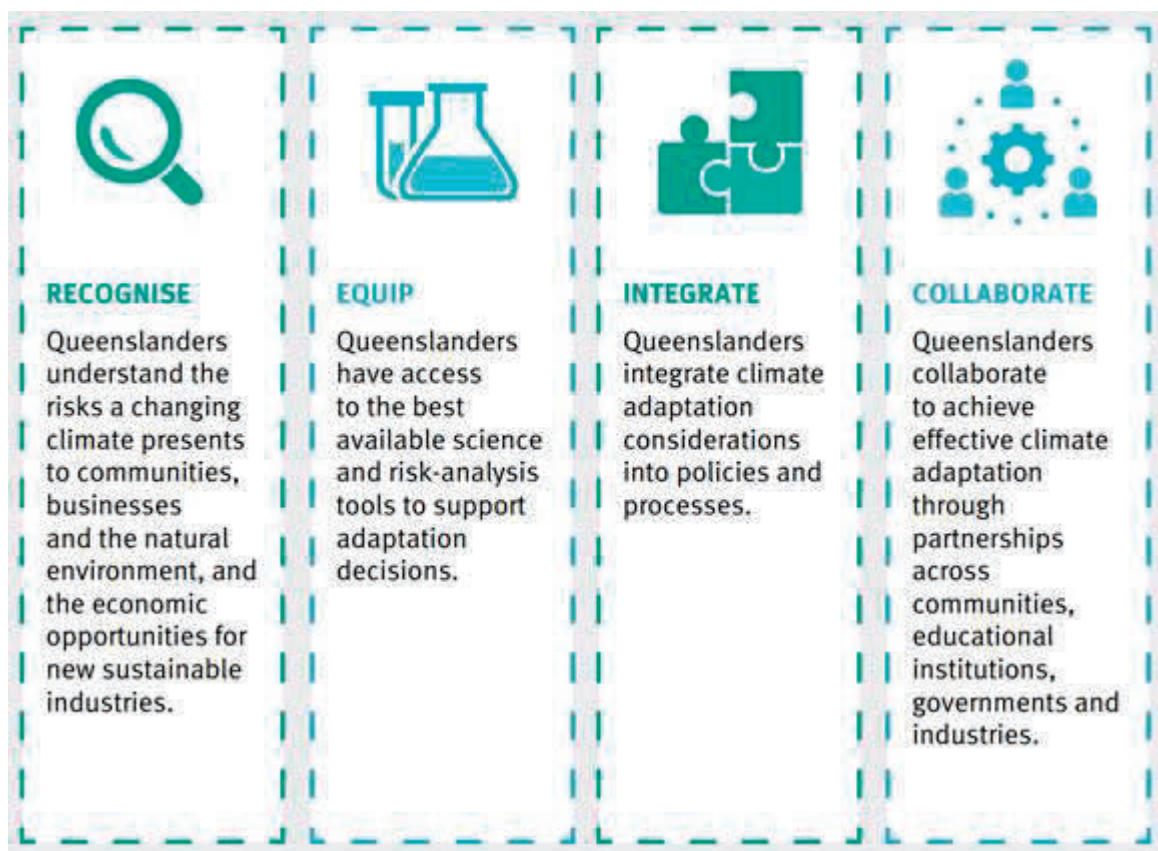 RECOGNISE
Queenslanders
understand the
risks a changing
climate presents
to communities,
businesses
and the natural
environment, and
the economic
opportunities for
new sustainable
industries.
EQUIP
Queenslanders
have access
to the best
available science
and risk-analysis
tools to support
adaptation
decisions.
INTEGRATE
Queenslanders
integrate climate
adaptation
considerations
into policies and
processes.
COLLABORATE
Queenslanders
collaborate
to achieve
effective climate
adaptation
through
partnerships
across
communities,
educational
institutions,
governments and
industries.